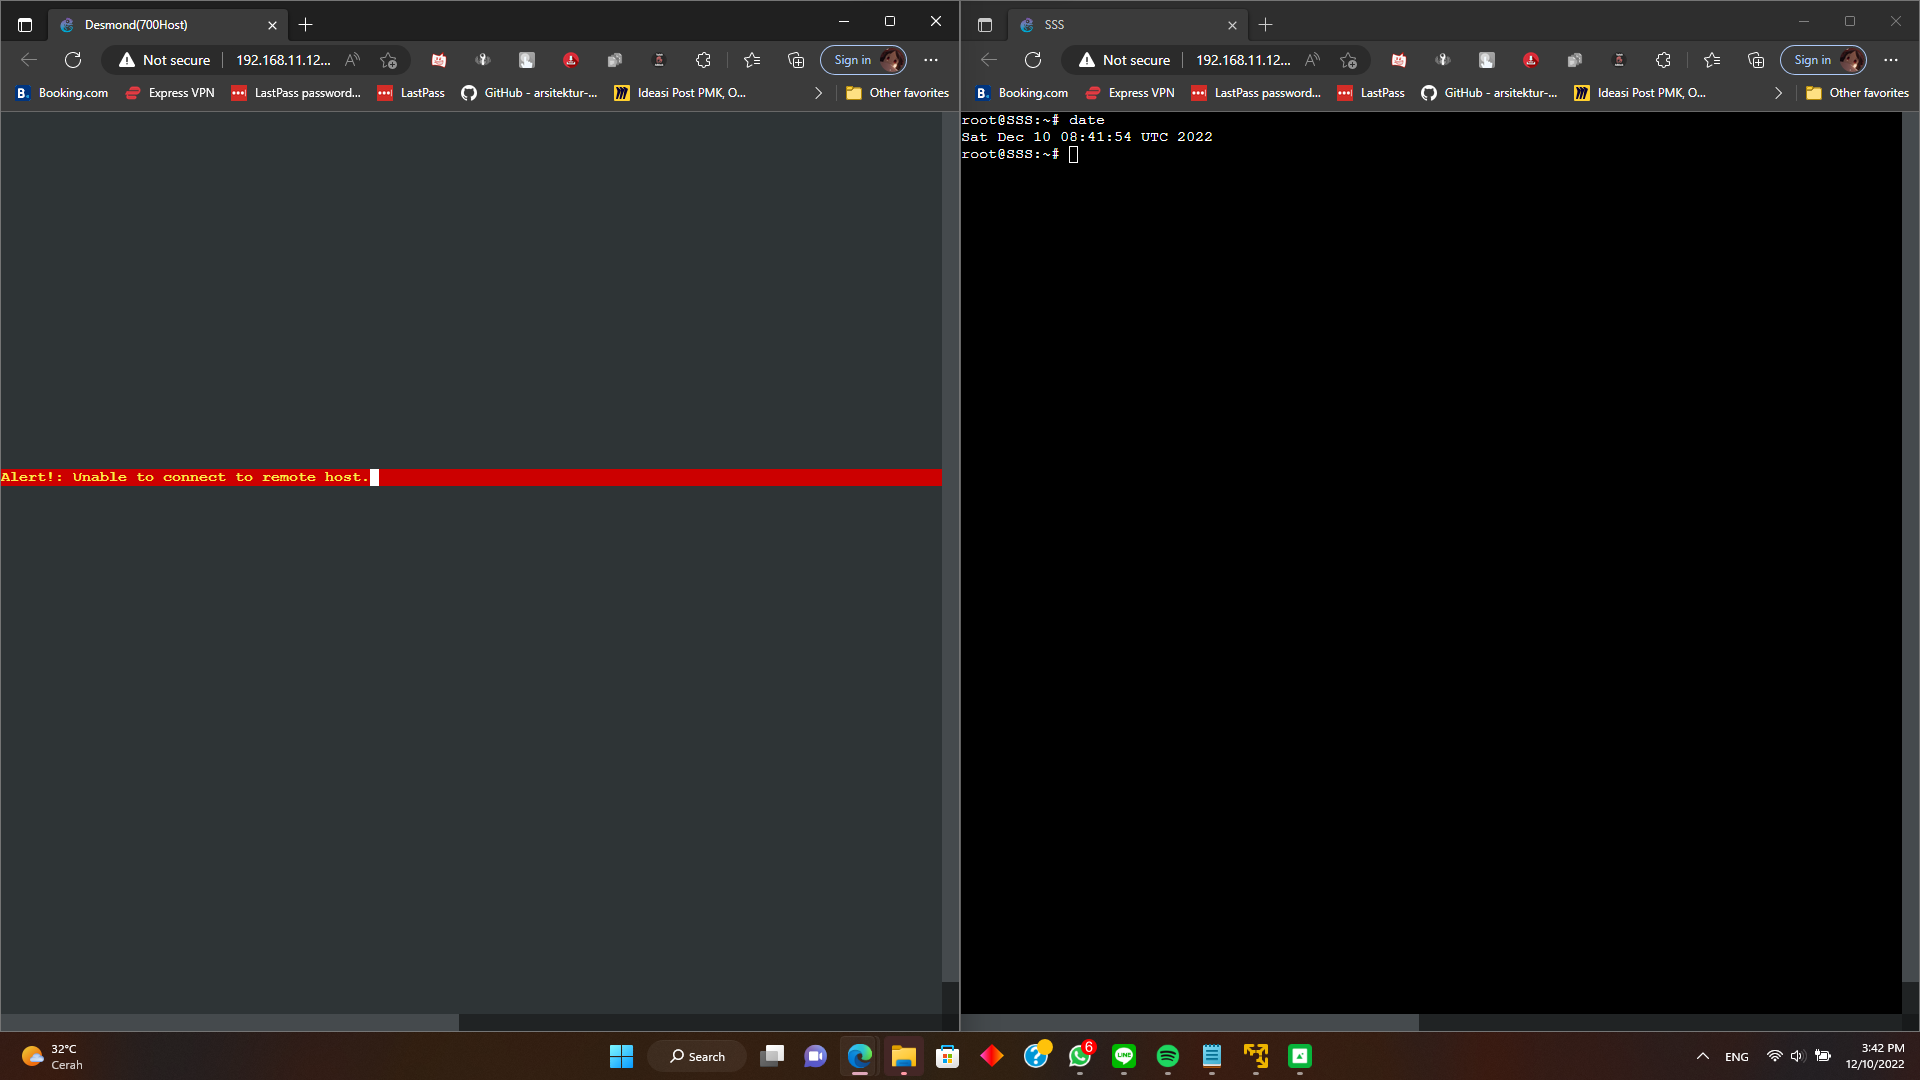 Desmond(700Host)
Not secure
192.168.11.12...
Sign in
Booking.com
Express VPN
LastPass password...
LastPass
GitHub - arsitektur-...
Ideasi Post PMK, O...
Other favorites
Alert!: Unable to connect to remote host.
SSS
Not secure
192.168.11.12...
Sign in
Booking.com
Express VPN
LastPass password...
LastPass
GitHub - arsitektur-...
Ideasi Post PMK, O...
Other favorites
root@SSS:~# date
Sat Dec 10 08:41:54 UTC 2022
root@SSS:~#
32°C
Cerah
Search
6
ENG
3:42 PM
12/10/2022